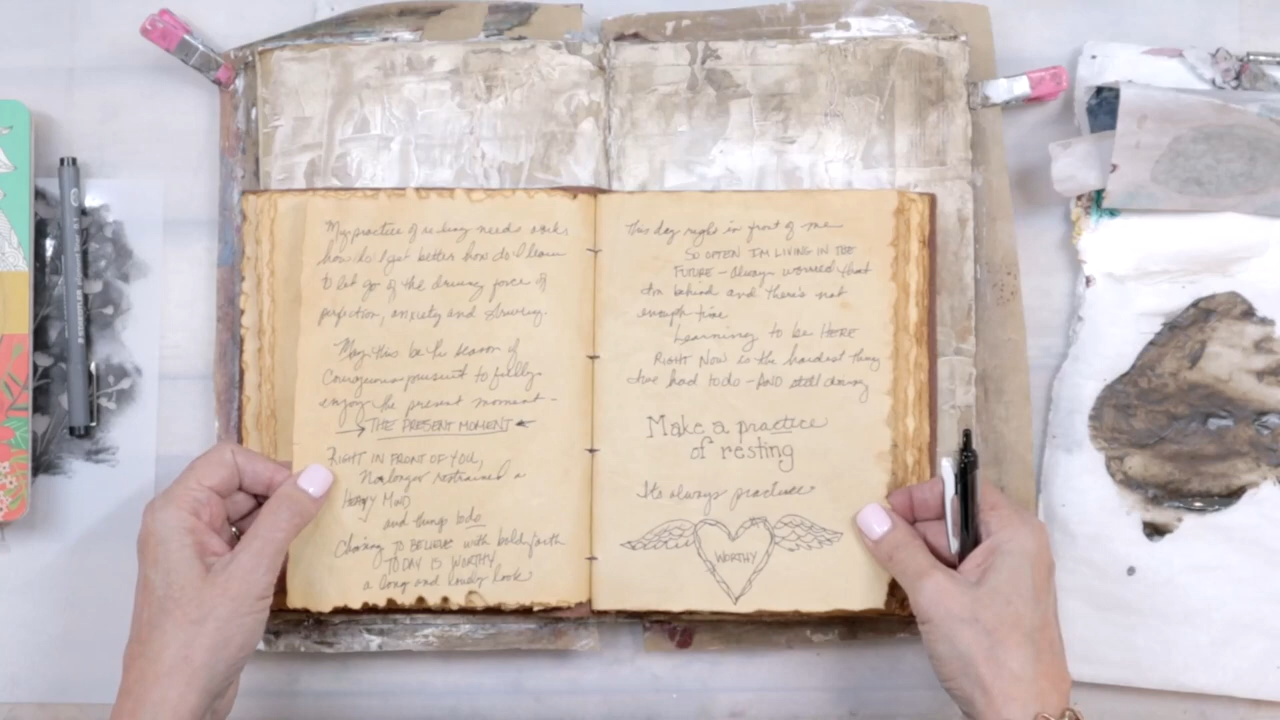 My practice of resting needs work,
how do I get better how do I learn
to let go of the driving force of
perfection, anxiety and striving.
May this be the season of
Courageous pursuit to fully
enjoy the present moment -
THE PRESENT MOMENT
RIGHT IN FRONT OF YOU,
No longer restrained a
HEAVY MIND
and things to do
Choosing TO BELIEVE with bold faith
TODAY IS WORTHY
a long and lovely look
This day right in front of me
SO OFTEN I'M LIVING IN THE
FUTURE - Always worried that
I'm behind and there's not
enough time
Learning to be HERE
RIGHT NOW is the hardest thing
I've had to do - AND still doing
Make a practice
of resting
It's always practice
WORTHY
STAEDTLER